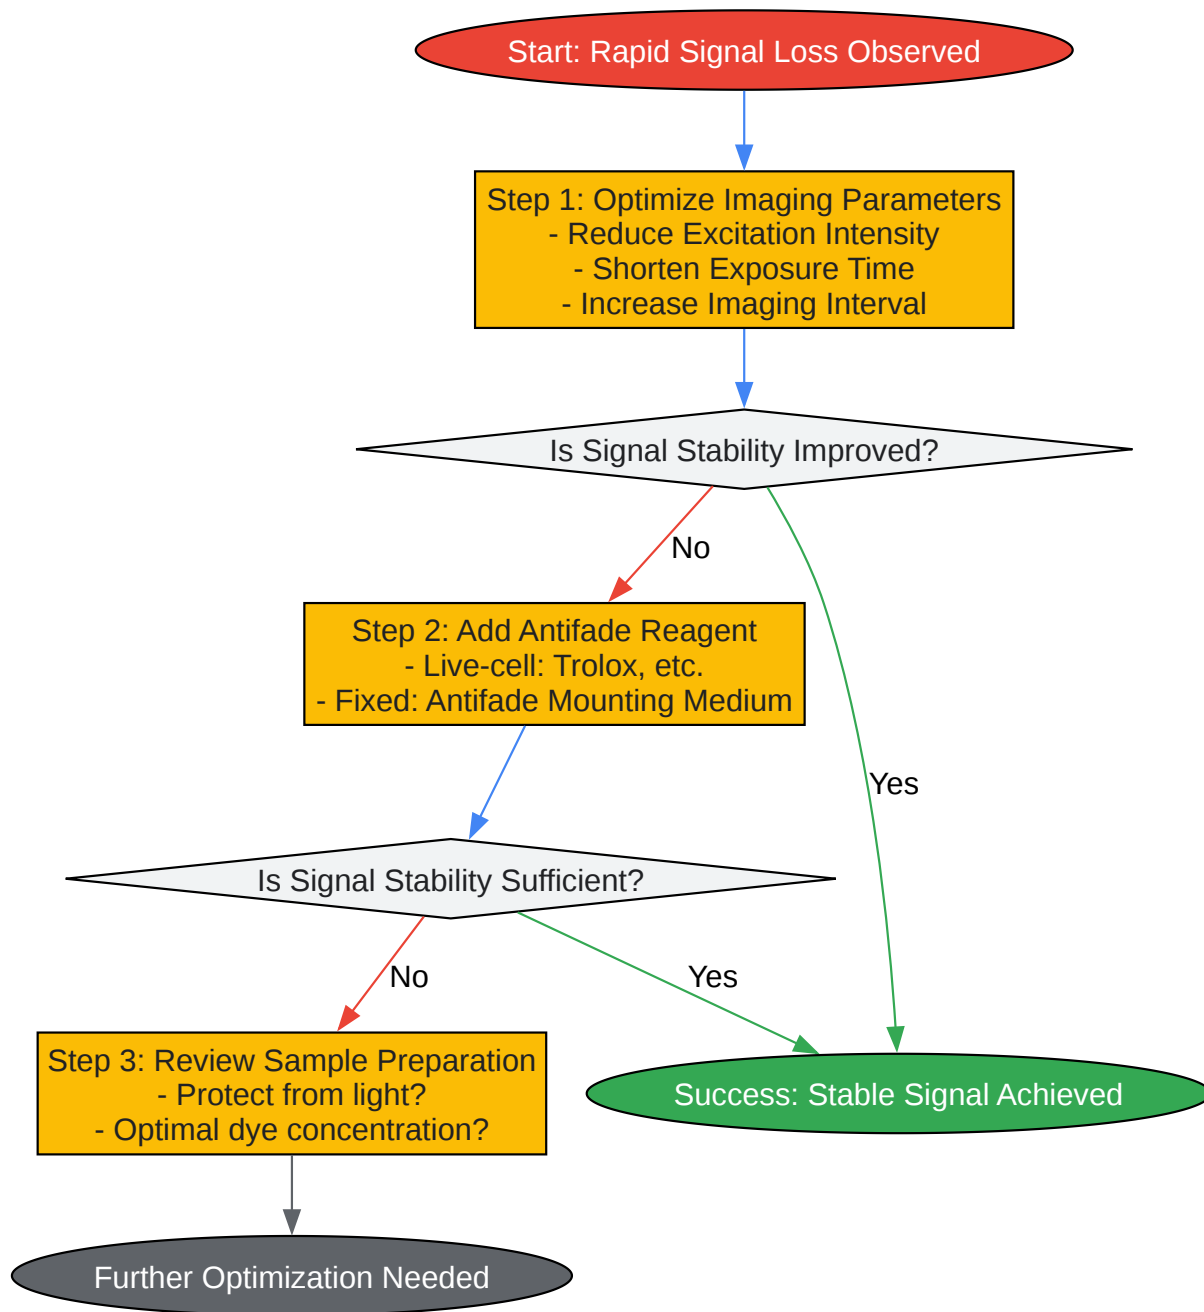 Start: Rapid Signal Loss Observed
Step 1: Optimize Imaging Parameters
- Reduce Excitation Intensity
- Shorten Exposure Time
- Increase Imaging Interval
Is Signal Stability Improved?
No
Step 2: Add Antifade Reagent
- Live-cell: Trolox, etc.
- Fixed: Antifade Mounting Medium
Yes
Is Signal Stability Sufficient?
No
Yes
Step 3: Review Sample Preparation
- Protect from light?
- Optimal dye concentration?
Success: Stable Signal Achieved
Further Optimization Needed